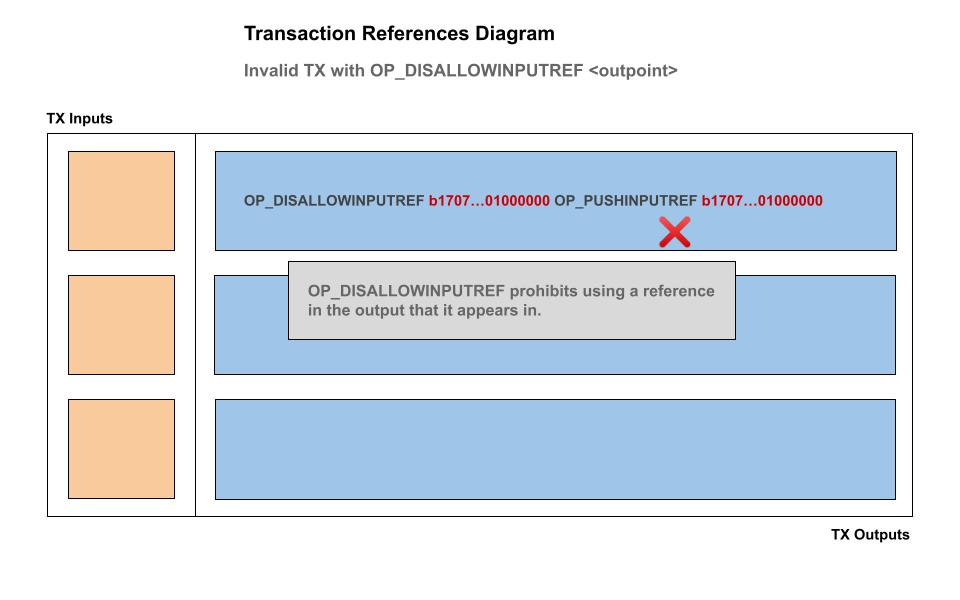 Transaction References Diagram
Invalid TX with OP_DISALLOWINPUTREF <outpoint>
TX Inputs
OP_DISALLOWINPUTREF b1707…01000000 OP_PUSHINPUTREF b1707…01000000
OP_DISALLOWINPUTREF prohibits using a reference
in the output that it appears in.
TX Outputs